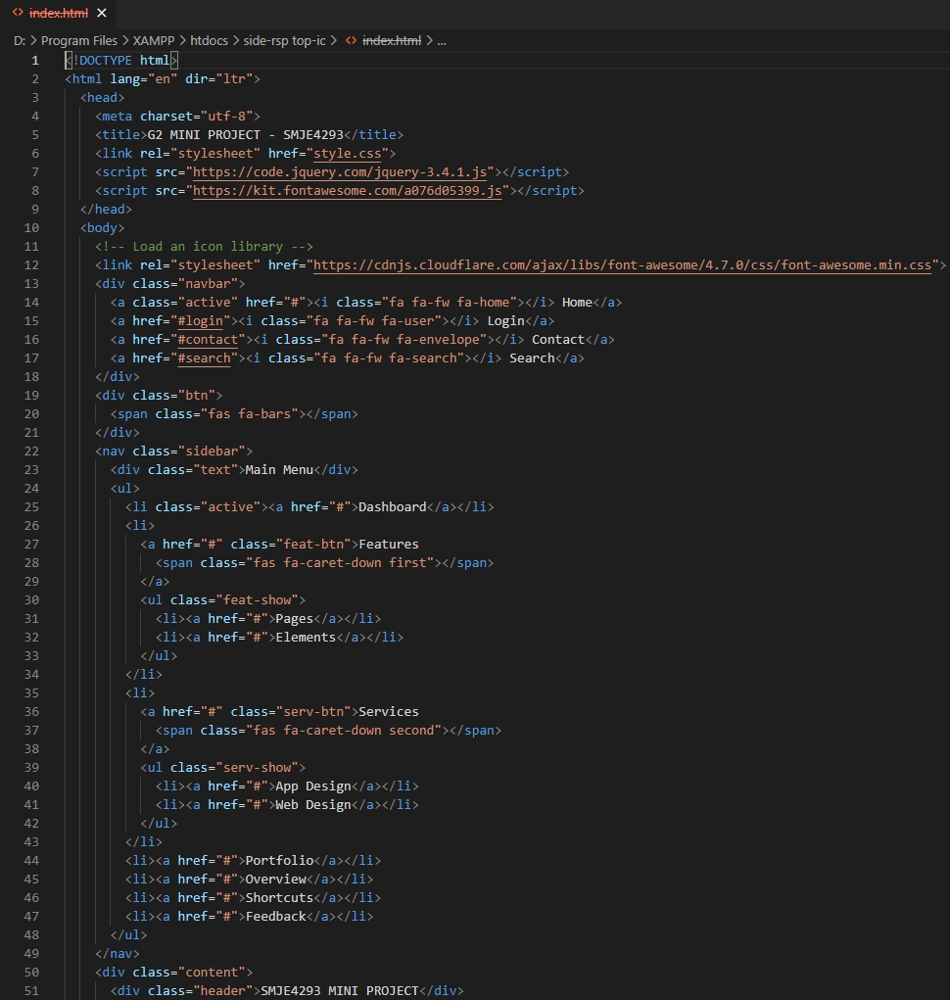 index.html
D: > Program Files > XAMPP > htdocs > side-rsp top-ic > index.html > ...
1 <!DOCTYPE html>
2 <html lang="en" dir="ltr">
3 <head>
4 <meta charset="utf-8">
5 <title>G2 MINI PROJECT - SMJE4293</title>
6 <link rel="stylesheet" href="style.css">
7 <script src="https://code.jquery.com/jquery-3.4.1.js"></script>
8 <script src="https://kit.fontawesome.com/a076d05399.js"></script>
9 </head>
10 <body>
11 <!-- Load an icon library -->
12 <link rel="stylesheet" href="https://cdnjs.cloudflare.com/ajax/libs/font-awesome/4.7.0/css/font-awesome.min.css">
13 <div class="navbar">
14 <a class="active" href="#"><i class="fa fa-fw fa-home"></i> Home</a>
15 <a href="#login"><i class="fa fa-fw fa-user"></i> Login</a>
16 <a href="#contact"><i class="fa fa-fw fa-envelope"></i> Contact</a>
17 <a href="#search"><i class="fa fa-fw fa-search"></i> Search</a>
18 </div>
19 <div class="btn">
20 <span class="fas fa-bars"></span>
21 </div>
22 <nav class="sidebar">
23 <div class="text">Main Menu</div>
24 <ul>
25 <li class="active"><a href="#">Dashboard</a></li>
26 <li>
27 <a href="#" class="feat-btn">Features
28 <span class="fas fa-caret-down first"></span>
29 </a>
30 <ul class="feat-show">
31 <li><a href="#">Pages</a></li>
32 <li><a href="#">Elements</a></li>
33 </ul>
34 </li>
35 <li>
36 <a href="#" class="serv-btn">Services
37 <span class="fas fa-caret-down second"></span>
38 </a>
39 <ul class="serv-show">
40 <li><a href="#">App Design</a></li>
41 <li><a href="#">Web Design</a></li>
42 </ul>
43 </li>
44 <li><a href="#">Portfolio</a></li>
45 <li><a href="#">Overview</a></li>
46 <li><a href="#">Shortcuts</a></li>
47 <li><a href="#">Feedback</a></li>
48 </ul>
49 </nav>
50 <div class="content">
51 <div class="header">SMJE4293 MINI PROJECT</div>